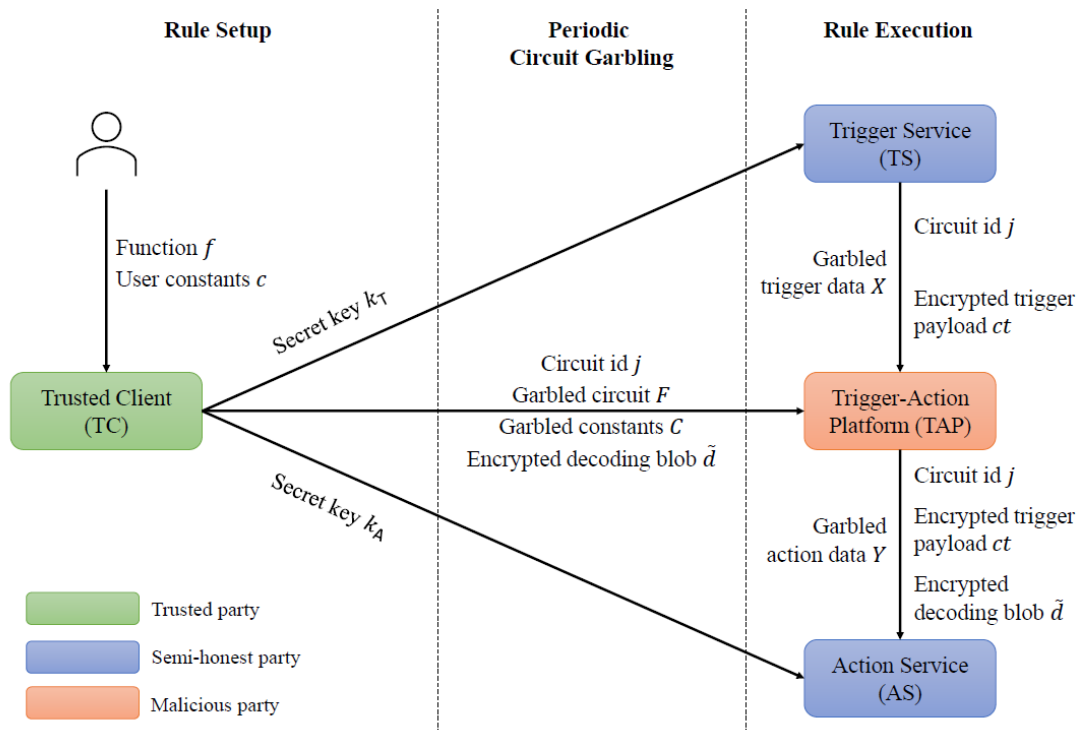 Rule Setup
Periodic
Circuit Garbling
Rule Execution
Function f
User constants c
Trusted Client
(TC)
Secret key k_T
Circuit id j
Garbled circuit F
Garbled constants C
Encrypted decoding blob d̃
Secret key k_A
Trigger Service
(TS)
Circuit id j
Garbled
trigger data X
Encrypted trigger
payload ct
Trigger-Action
Platform (TAP)
Circuit id j
Garbled
action data Y
Encrypted trigger
payload ct
Encrypted
decoding blob d̃
Action Service
(AS)
Trusted party
Semi-honest party
Malicious party